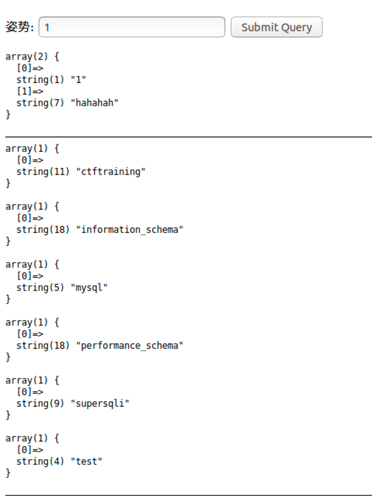 姿势: 1 Submit Query
array(2) {
  [0]=>
  string(1) "1"
  [1]=>
  string(7) "hahahah"
}
array(1) {
  [0]=>
  string(11) "ctftraining"
}
array(1) {
  [0]=>
  string(18) "information_schema"
}
array(1) {
  [0]=>
  string(5) "mysql"
}
array(1) {
  [0]=>
  string(18) "performance_schema"
}
array(1) {
  [0]=>
  string(9) "supersqli"
}
array(1) {
  [0]=>
  string(4) "test"
}